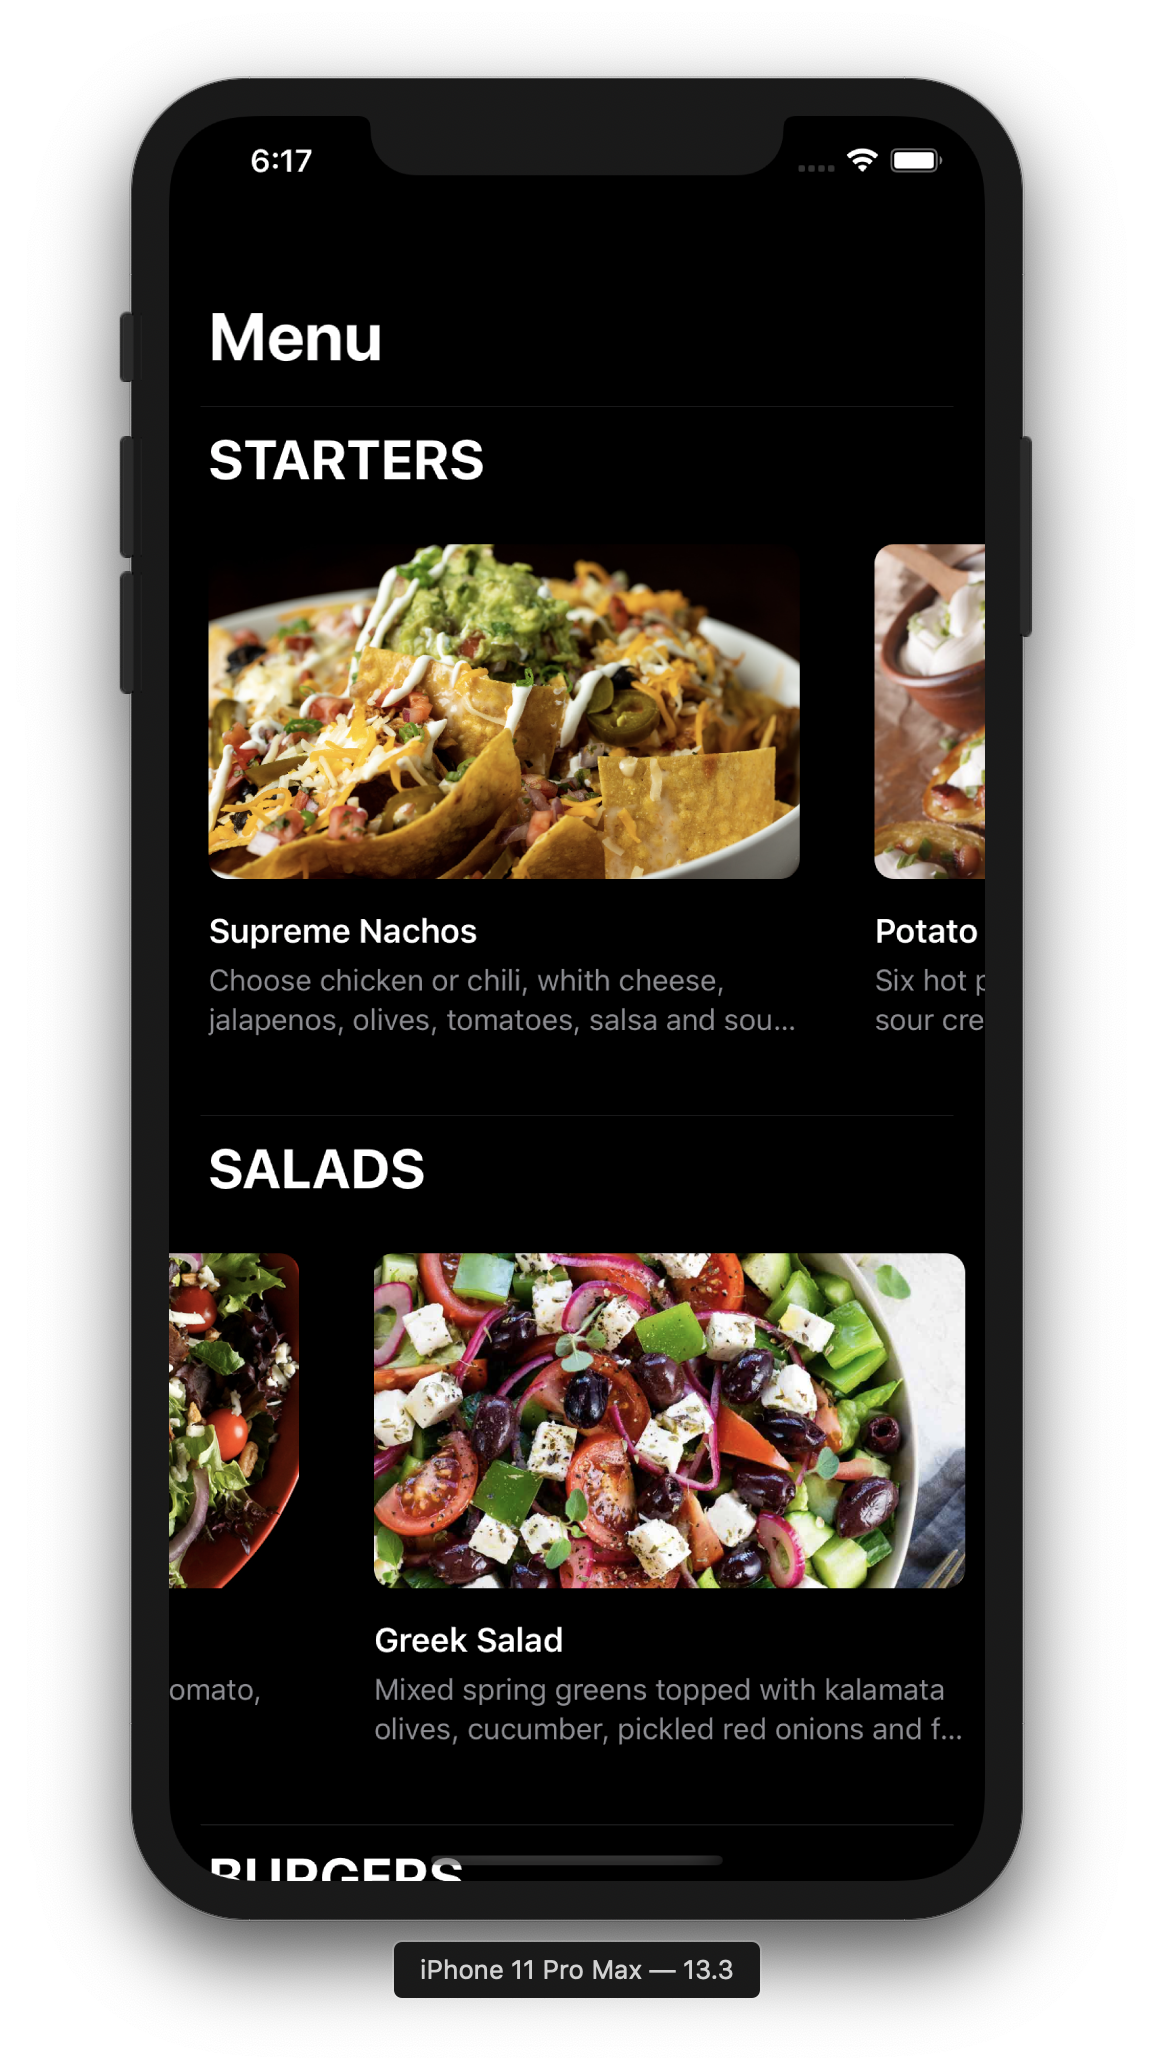 6:17
Menu
STARTERS
Supreme Nachos
Choose chicken or chili, whith cheese,
jalapenos, olives, tomatoes, salsa and sou...
Potato
Six hot p
sour cre
SALADS
omato,
Greek Salad
Mixed spring greens topped with kalamata
olives, cucumber, pickled red onions and f...
BURGERS
iPhone 11 Pro Max — 13.3